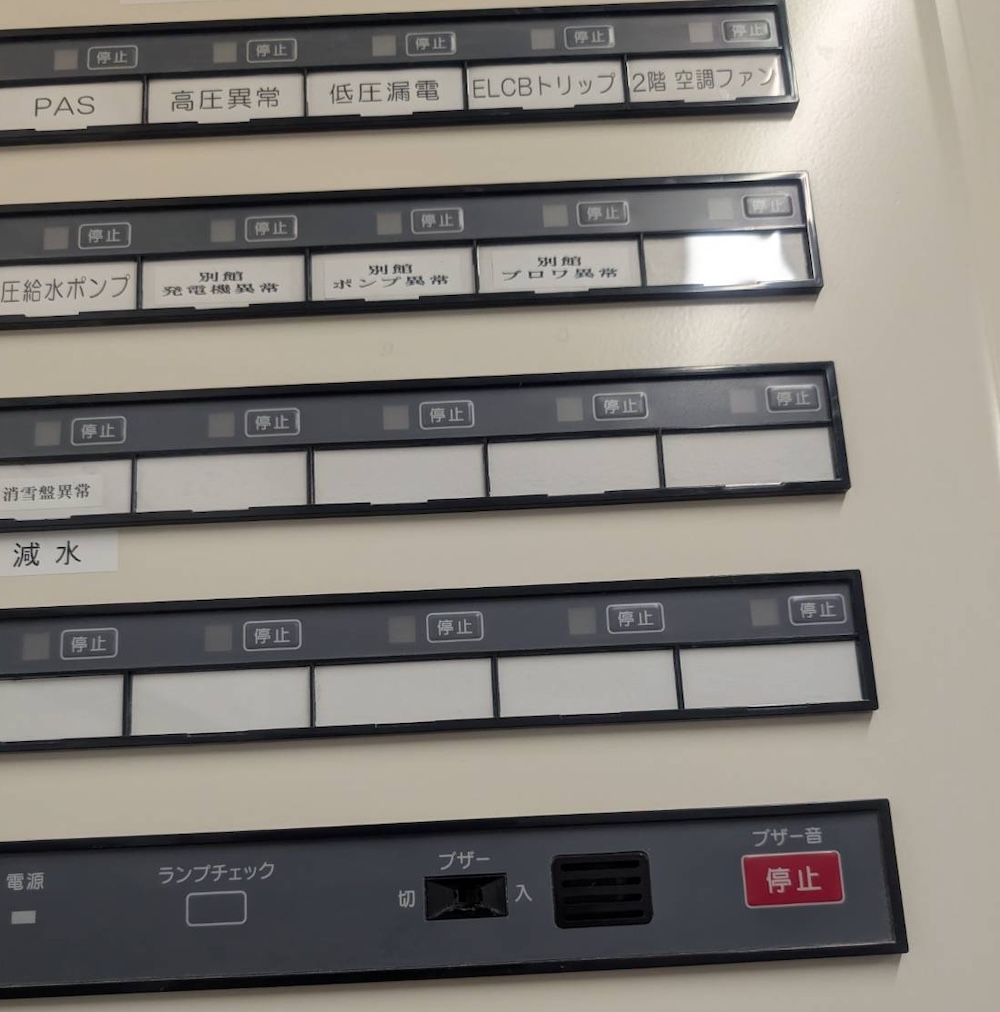 停止 停止 停止 停止 停止
PAS 高圧異常 低圧漏電 ELCBトリップ 2階 空調ファン
停止 停止 停止 停止 停止
圧給水ポンプ 別館 別館 別館
発電機異常 ポンプ異常 ブロワ異常
停止 停止 停止 停止 停止
消雪盤異常
減水
停止 停止 停止 停止 停止
電源 ランプチェック ブザー ブザー音
切 入 停止